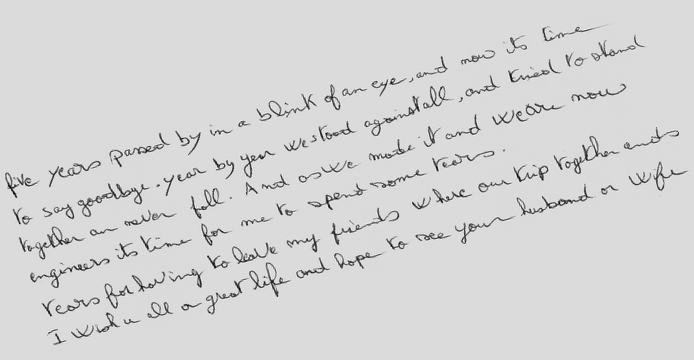 five years passed by in a blink of an eye, and now its time
to say goodbye. year by year we stood against all, and tried to stand
together an never fall. And as we made it and we are now
engineers its time for me to spend some tears.
tears for having to leave my friends where our trip together ends
I wish u all a great life and hope to see your husband or wife